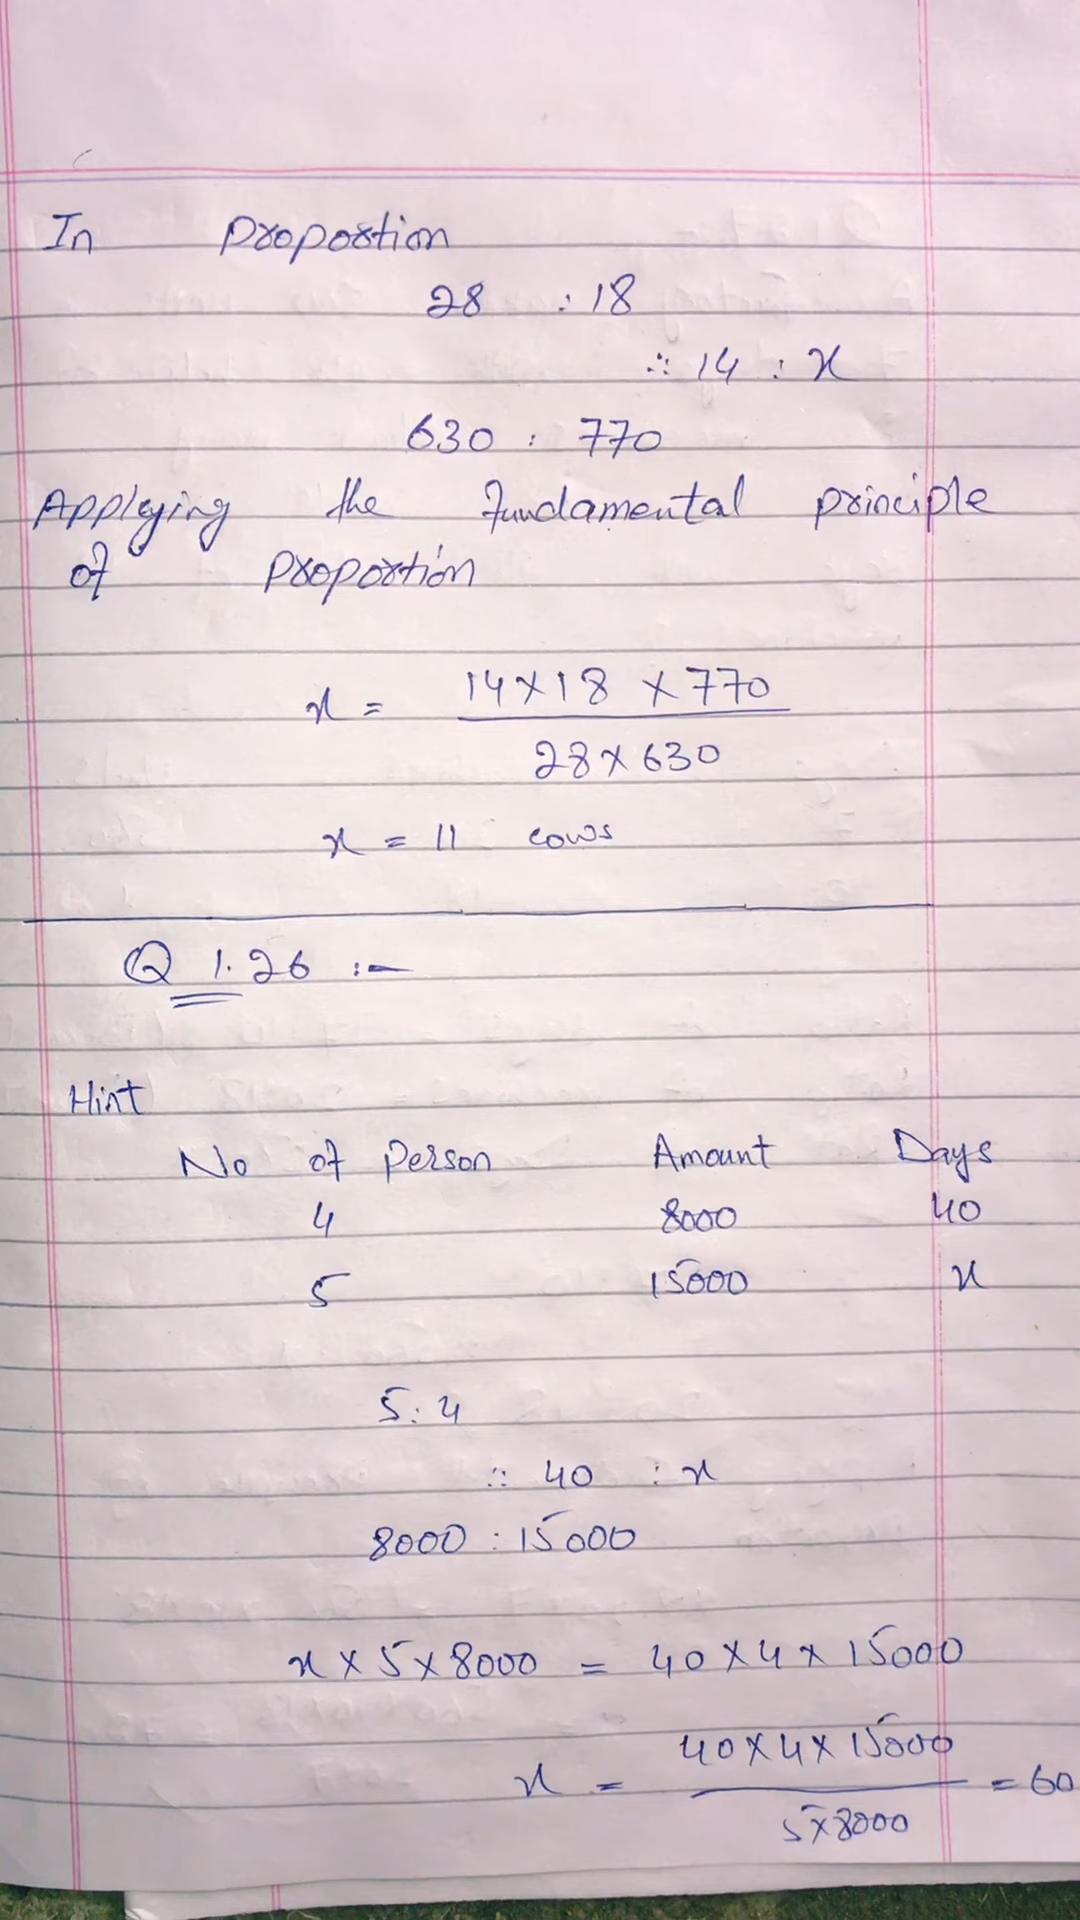 In Proportion
28 : 18
∴ 14 : x
630 : 770
Applying the fundamental principle
of Proportion
x = 14 x 18 x 770
28 x 630
x = 11 cows
Q 1.26 :-
Hint
No of Person Amount Days
4 8000 40
5 15000 x
5 : 4
:: 40 : x
8000 : 15000
x x 5 x 8000 = 40 x 4 x 15000
x = 40 x 4 x 15000 = 60
5 x 8000